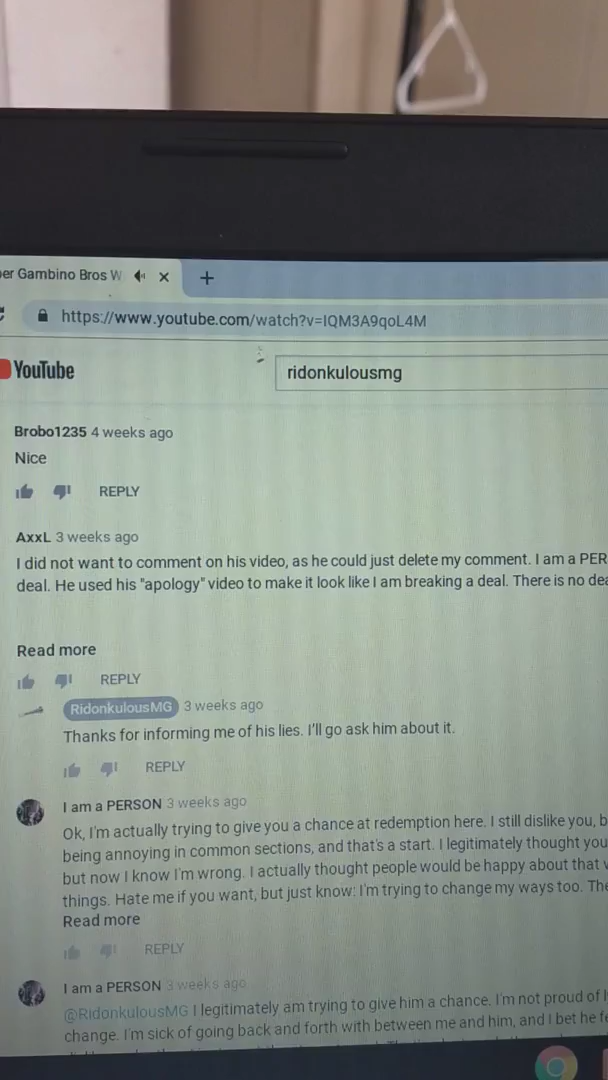 er Gambino Bros W
https://www.youtube.com/watch?v=IQM3A9qoL4M
YouTube
ridonkulousmg
Brobo1235 4 weeks ago
Nice
REPLY
AxxL 3 weeks ago
I did not want to comment on his video, as he could just delete my comment. I am a PER
deal. He used his "apology" video to make it look like I am breaking a deal. There is no dea
Read more
REPLY
RidonkulousMG 3 weeks ago
Thanks for informing me of his lies. I'll go ask him about it.
REPLY
I am a PERSON 3 weeks ago
Ok, I'm actually trying to give you a chance at redemption here. I still dislike you, b
being annoying in common sections, and that's a start. I legitimately thought you
but now I know I'm wrong. I actually thought people would be happy about that v
things. Hate me if you want, but just know: I'm trying to change my ways too. The
Read more
REPLY
I am a PERSON 3 weeks ago
@RidonkulousMG I legitimately am trying to give him a chance. I'm not proud of
change. I'm sick of going back and forth with between me and him, and I bet he fe